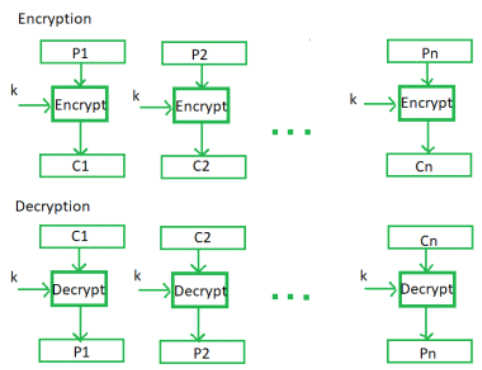 Encryption
P1 P2 Pn
k Encrypt k Encrypt k Encrypt
C1 C2 Cn
Decryption
C1 C2 Cn
k Decrypt k Decrypt k Decrypt
P1 P2 Pn